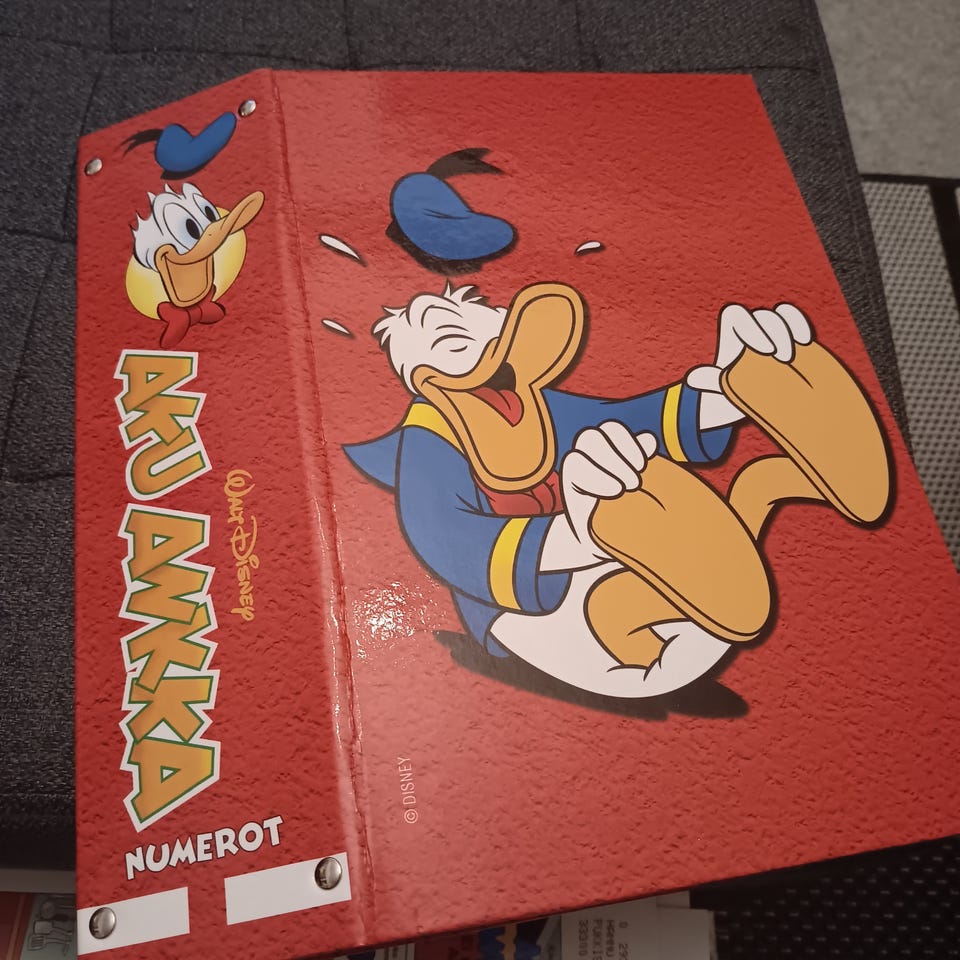 WALT DISNEY
AKU ANKKA
NUMEROT
© DISNEY